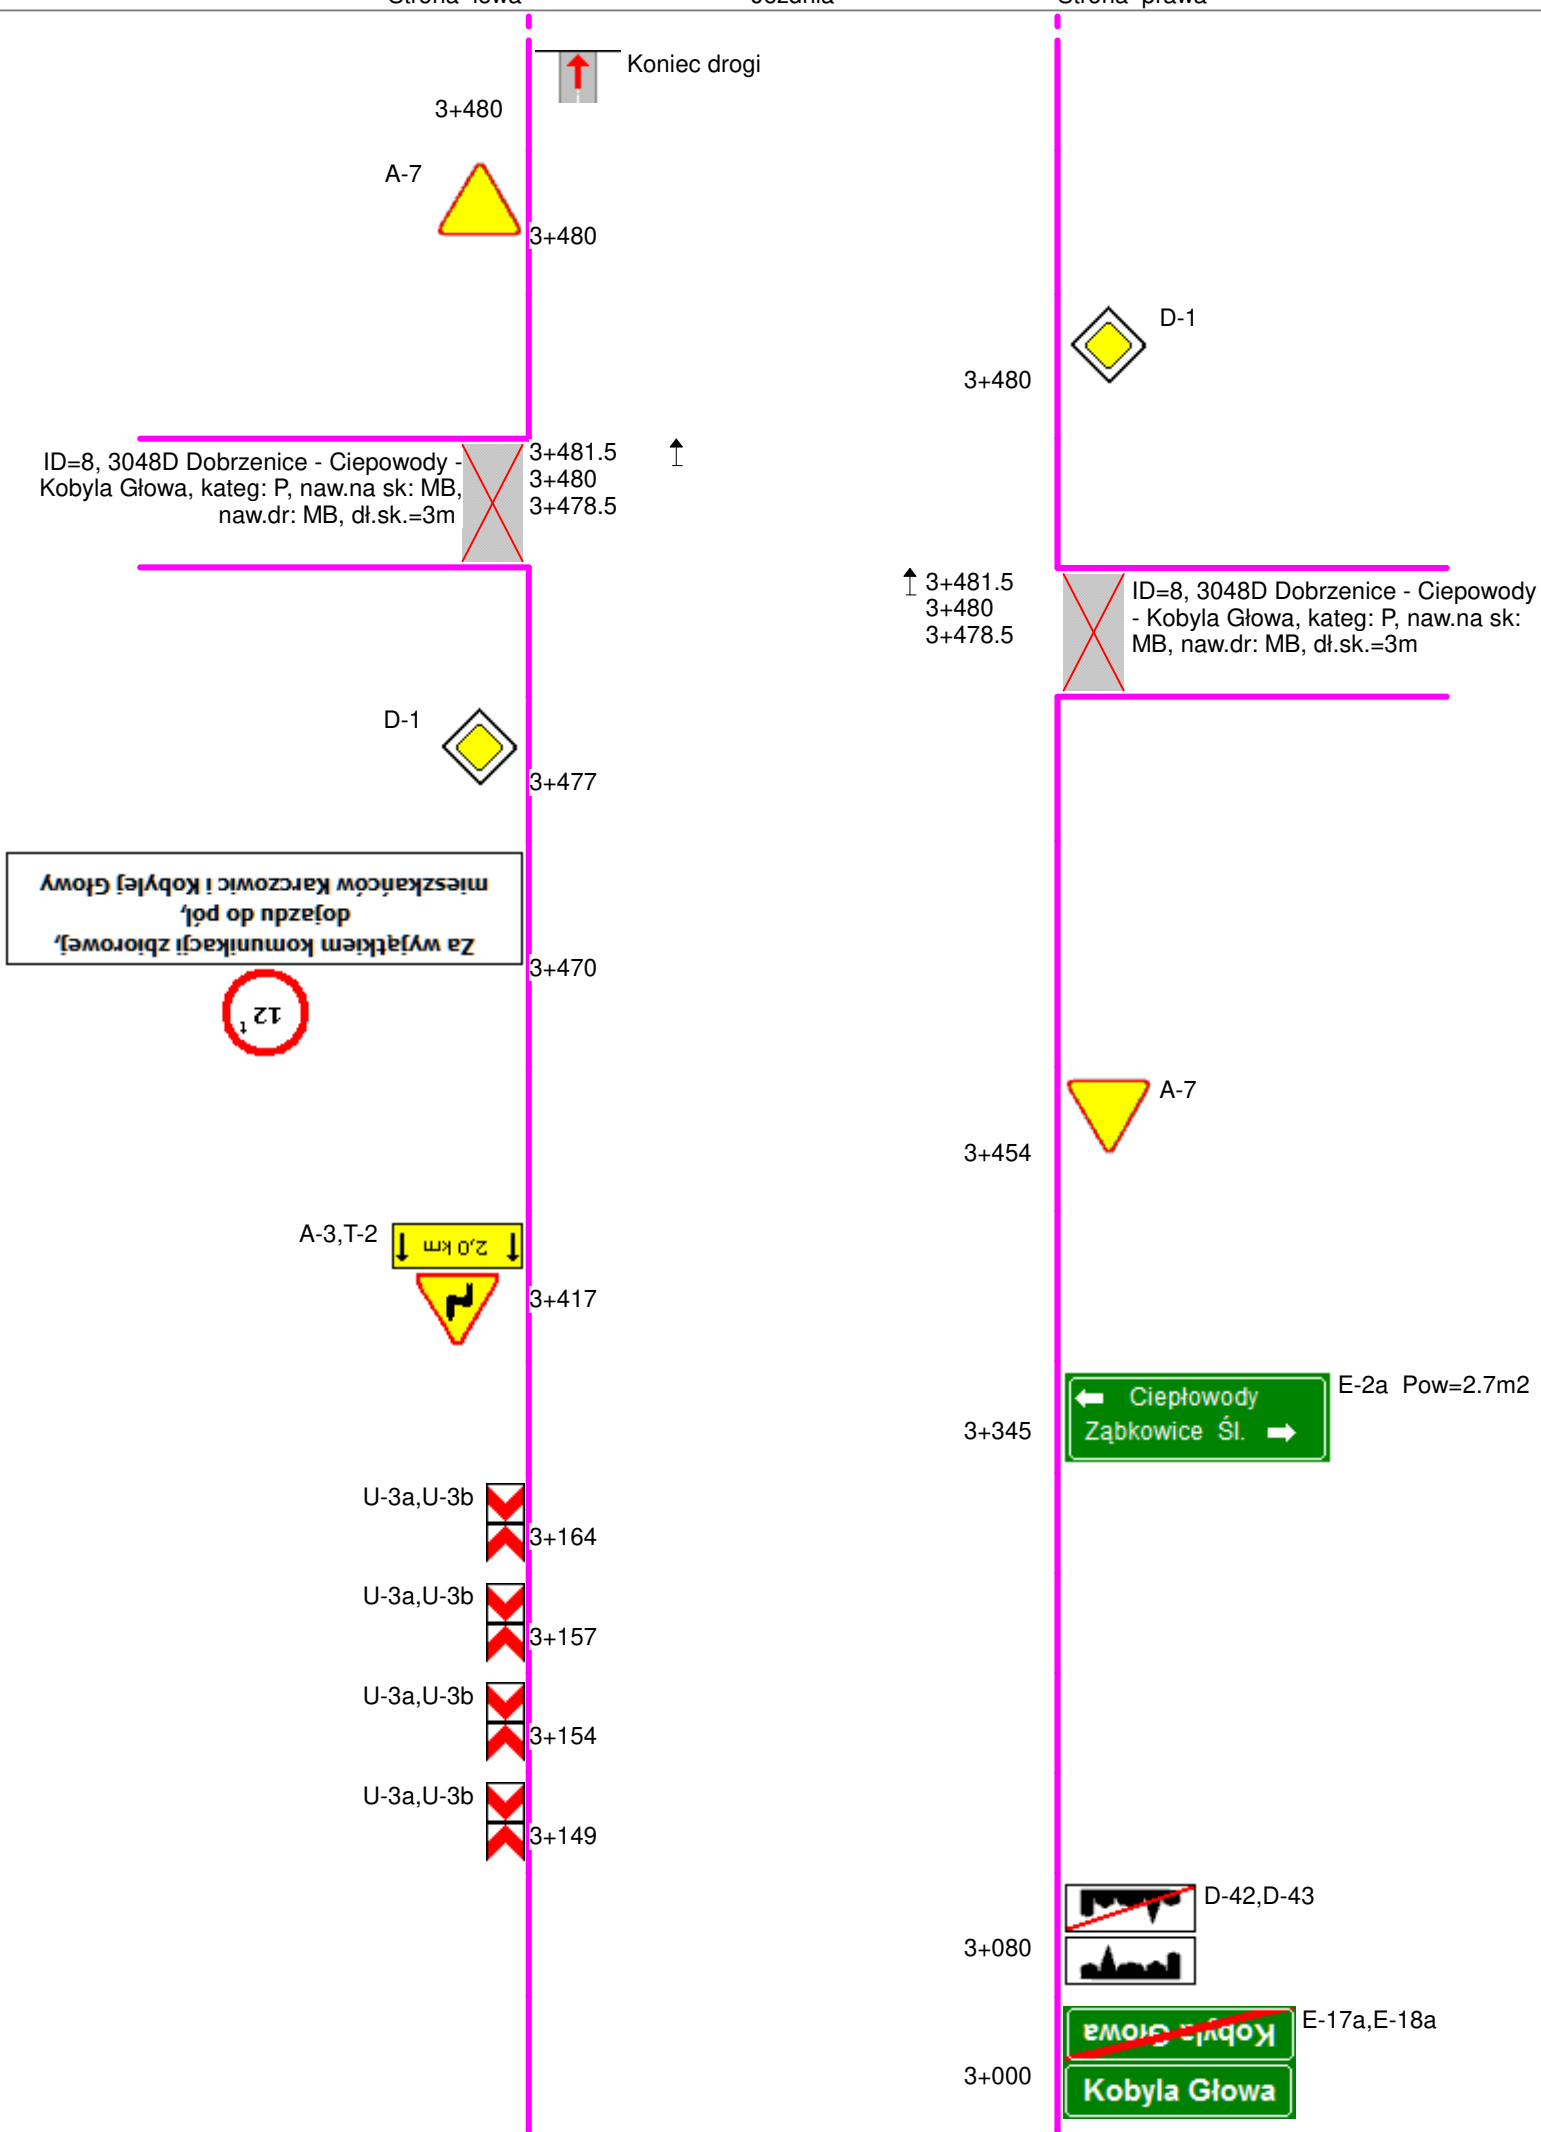 Strona lewa Jezdnia Strona prawa
Koniec drogi
3+480
A-7
3+480
D-1
3+480
ID=8, 3048D Dobrzenice - Ciepowody -
Kobyla Głowa, kateg: P, naw.na sk: MB,
naw.dr: MB, dł.sk.=3m
3+481.5
3+480
3+478.5
3+481.5
3+480
3+478.5
ID=8, 3048D Dobrzenice - Ciepowody
- Kobyla Głowa, kateg: P, naw.na sk:
MB, naw.dr: MB, dł.sk.=3m
D-1
3+477
Za wyjątkiem komunikacji zbiorowej,
dojazdu do pól,
mieszkańców Karczowic i Kobylej Głowy
3+470
12 t
A-7
3+454
A-3,T-2
2,0 km
3+417
E-2a Pow=2.7m2
Ciepłowody
Ząbkowice Śl.
3+345
U-3a,U-3b
3+164
U-3a,U-3b
3+157
U-3a,U-3b
3+154
U-3a,U-3b
3+149
D-42,D-43
3+080
E-17a,E-18a
Kobyla Głowa
3+000
Kobyla Głowa